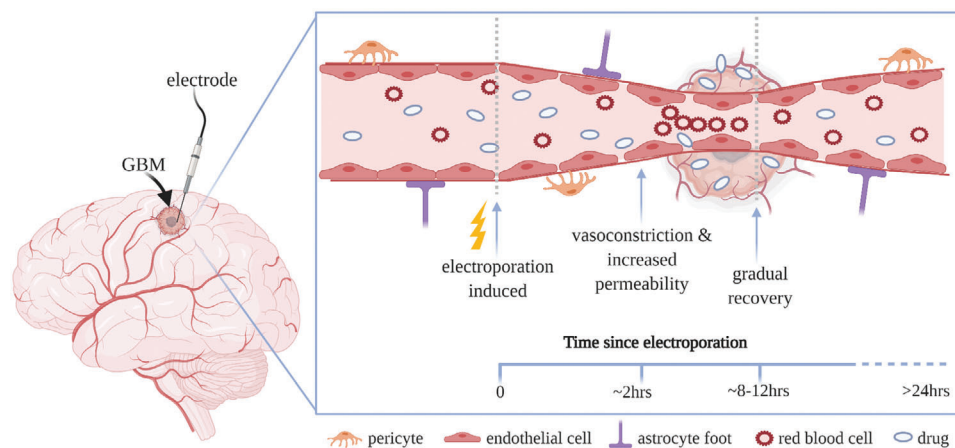 electrode
GBM
electroporation
induced
vasoconstriction &
increased
permeability
gradual
recovery
Time since electroporation
0
~2hrs
~8-12hrs
>24hrs
pericyte
endothelial cell
astrocyte foot
red blood cell
drug